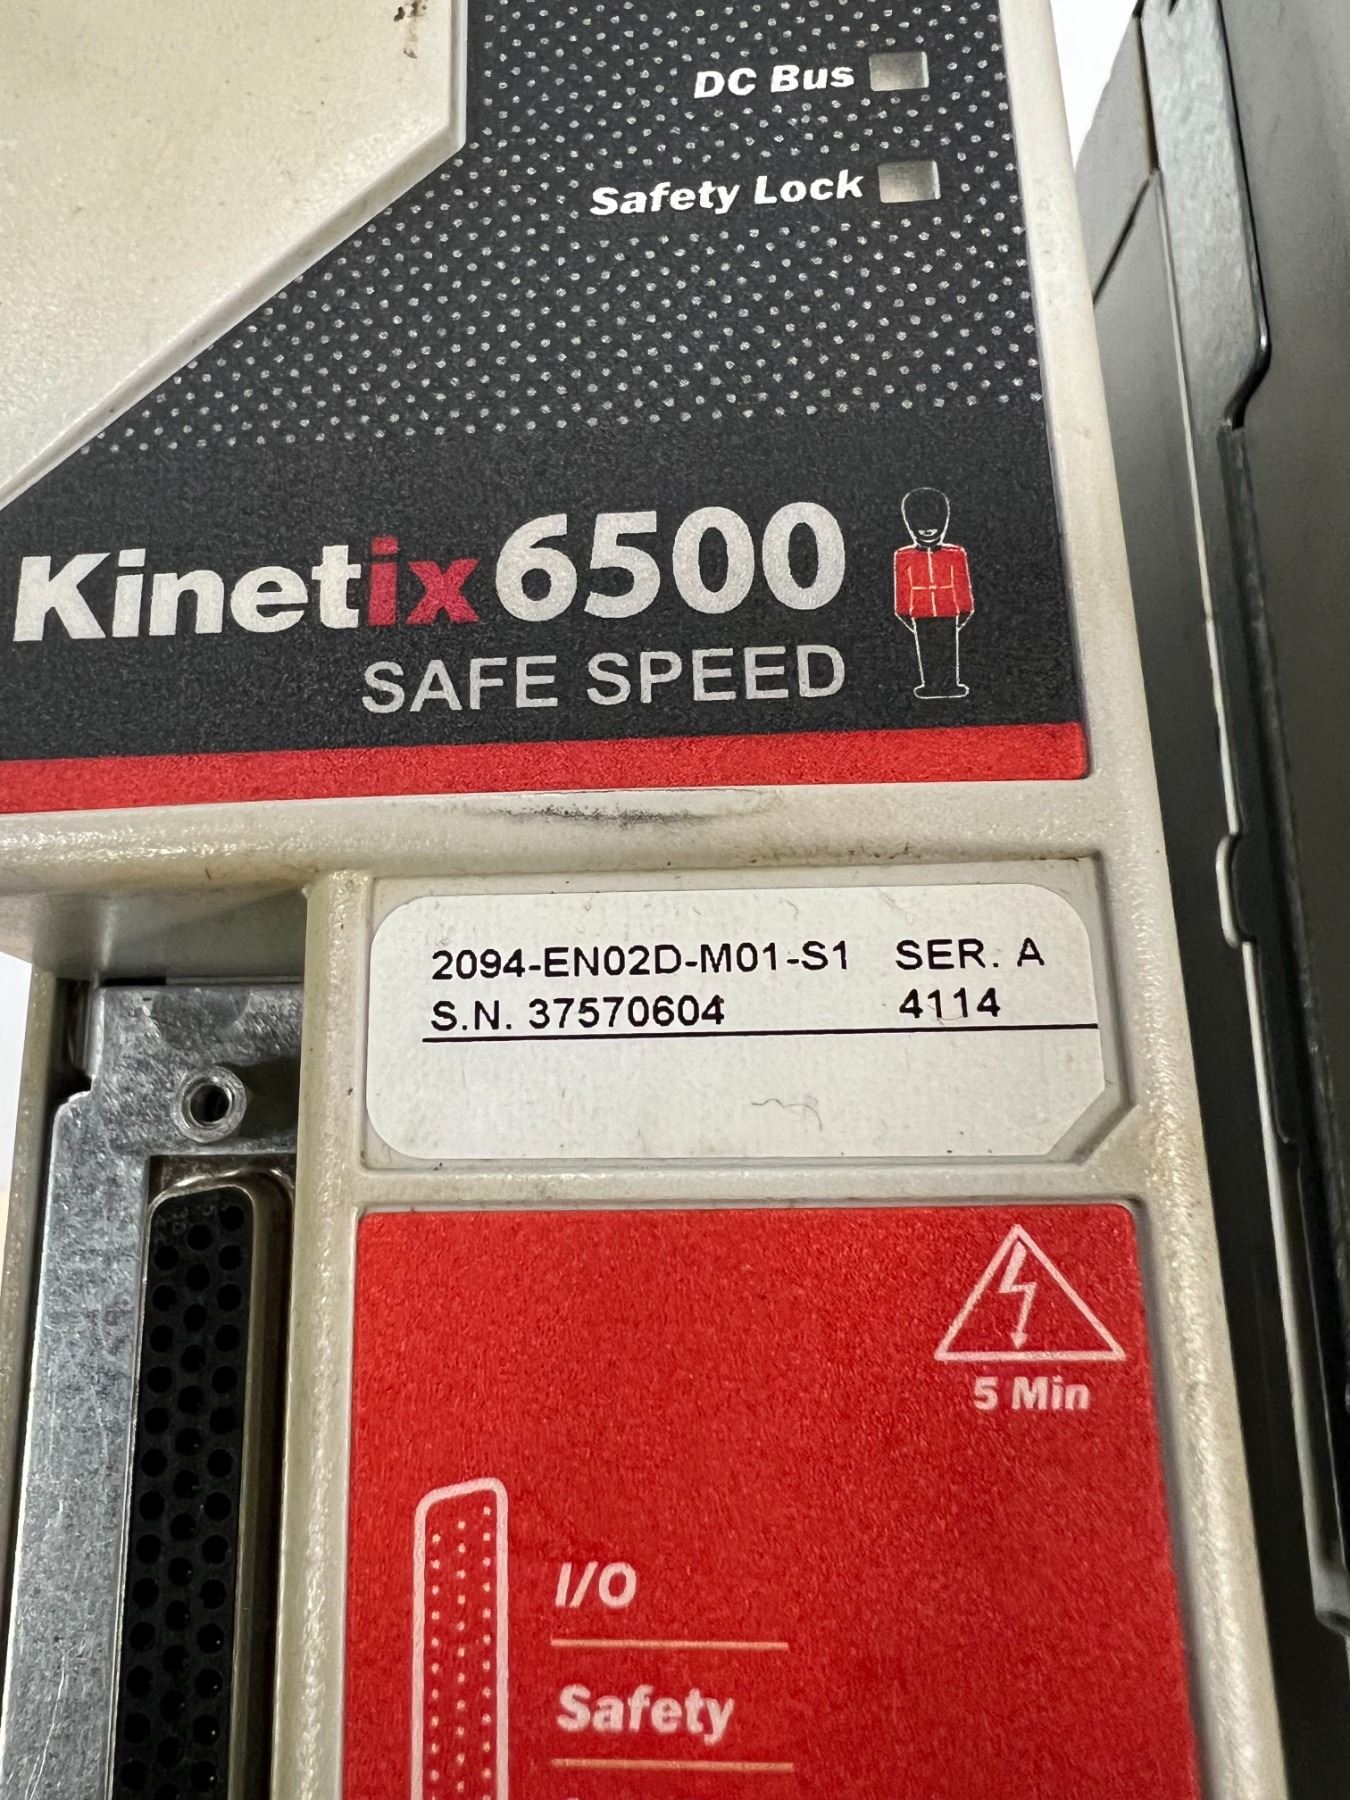 DC Bus
Safety Lock
Kinetix 6500
SAFE SPEED
2094-EN02D-M01-S1 SER. A
S.N. 37570604 4114
5 Min
I/O
Safety